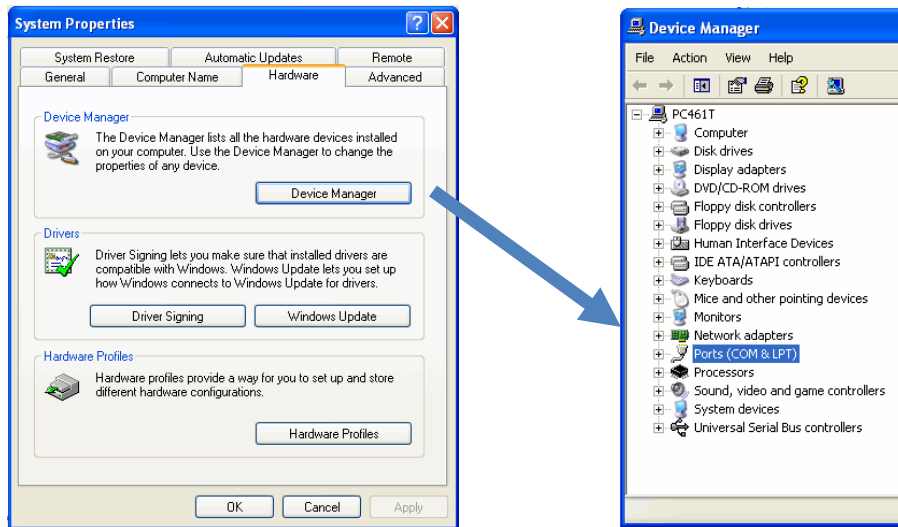 System Properties
System Restore Automatic Updates Remote
General Computer Name Hardware Advanced
Device Manager
The Device Manager lists all the hardware devices installed
on your computer. Use the Device Manager to change the
properties of any device.
Device Manager
Drivers
Driver Signing lets you make sure that installed drivers are
compatible with Windows. Windows Update lets you set up
how Windows connects to Windows Update for drivers.
Driver Signing Windows Update
Hardware Profiles
Hardware profiles provide a way for you to set up and store
different hardware configurations.
Hardware Profiles
OK Cancel Apply
Device Manager
File Action View Help
PC461T
Computer
Disk drives
Display adapters
DVD/CD-ROM drives
Floppy disk controllers
Floppy disk drives
Human Interface Devices
IDE ATA/ATAPI controllers
Keyboards
Mice and other pointing devices
Monitors
Network adapters
Ports (COM & LPT)
Processors
Sound, video and game controllers
System devices
Universal Serial Bus controllers